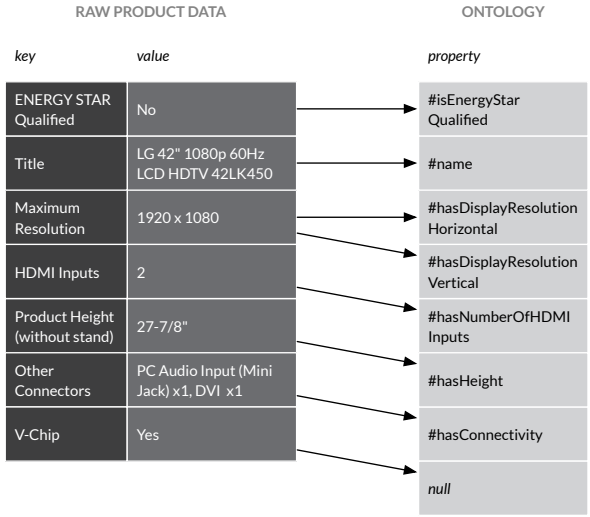 RAW PRODUCT DATA
ONTOLOGY
key
value
property
ENERGY STAR
Qualified
No
#isEnergyStar
Qualified
Title
LG 42" 1080p 60Hz
LCD HDTV 42LK450
#name
Maximum
Resolution
1920 x 1080
#hasDisplayResolution
Horizontal
HDMI Inputs
2
#hasDisplayResolution
Vertical
Product Height
(without stand)
27-7/8"
#hasNumberOfHDMI
Inputs
Other
Connectors
PC Audio Input (Mini
Jack) x1, DVI x1
#hasHeight
V-Chip
Yes
#hasConnectivity
null